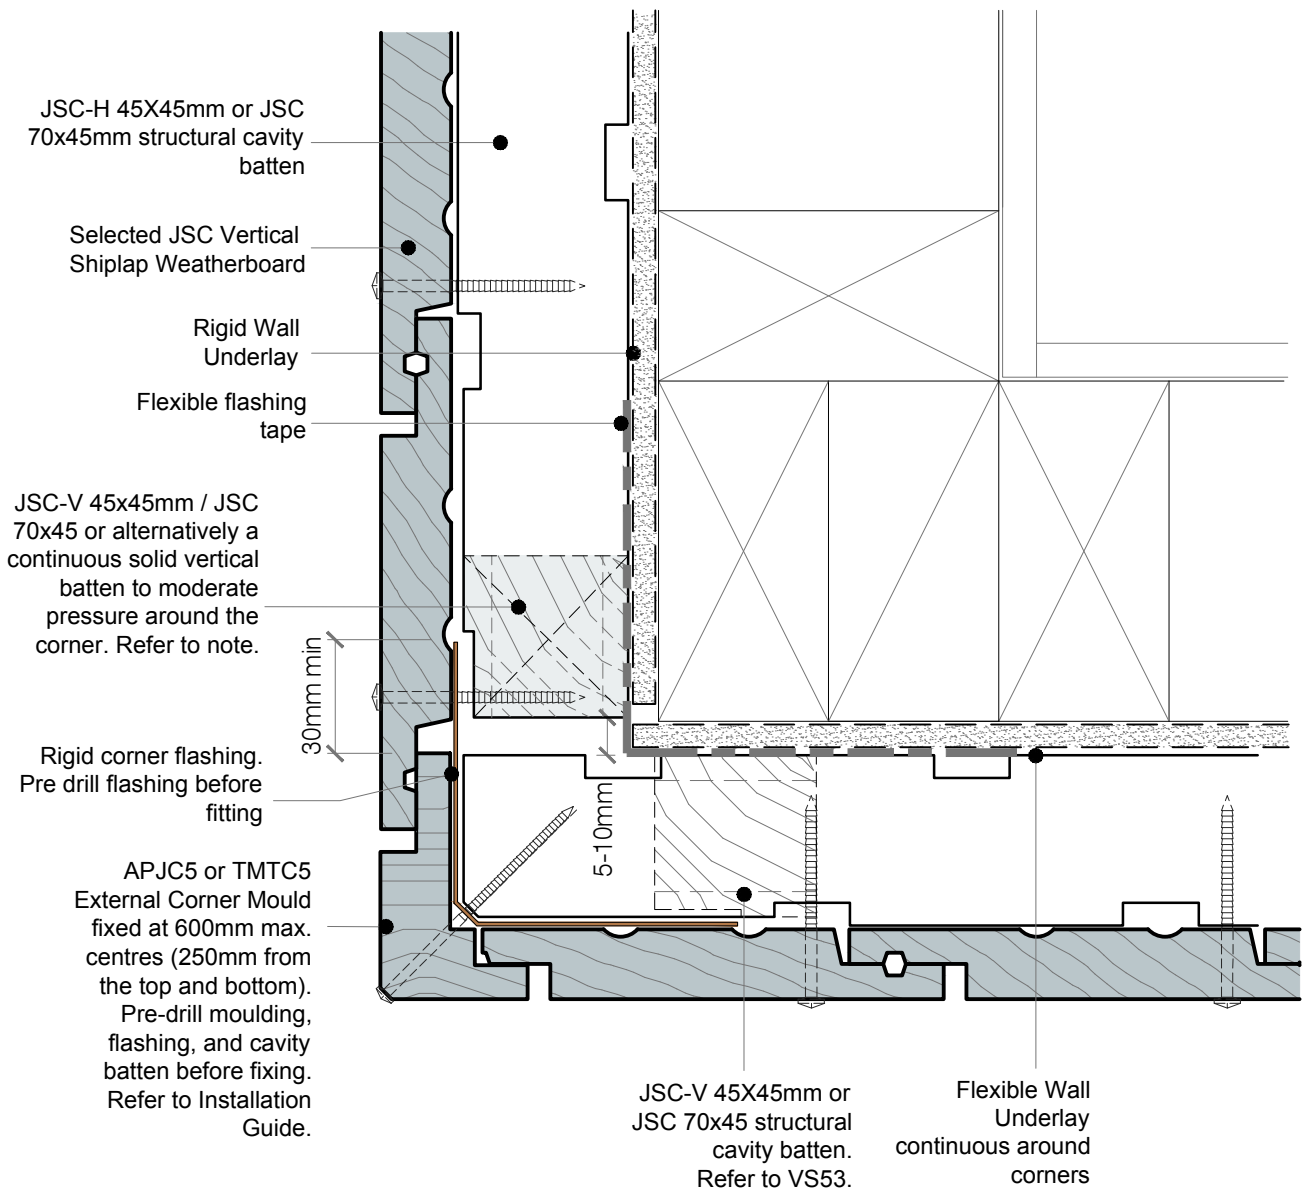 JSC-H 45X45mm or JSC
70x45mm structural cavity
batten
Selected JSC Vertical
Shiplap Weatherboard
Rigid Wall
Underlay
Flexible flashing
tape
JSC-V 45x45mm / JSC
70x45 or alternatively a
continuous solid vertical
batten to moderate
pressure around the
corner. Refer to note.
30mm min
Rigid corner flashing.
Pre drill flashing before
fitting
5-10mm
APJC5 or TMTC5
External Corner Mould
fixed at 600mm max.
centres (250mm from
the top and bottom).
Pre-drill moulding,
flashing, and cavity
batten before fixing.
Refer to Installation
Guide.
JSC-V 45X45mm or
JSC 70x45 structural
cavity batten.
Refer to VS53.
Flexible Wall
Underlay
continuous around
corners